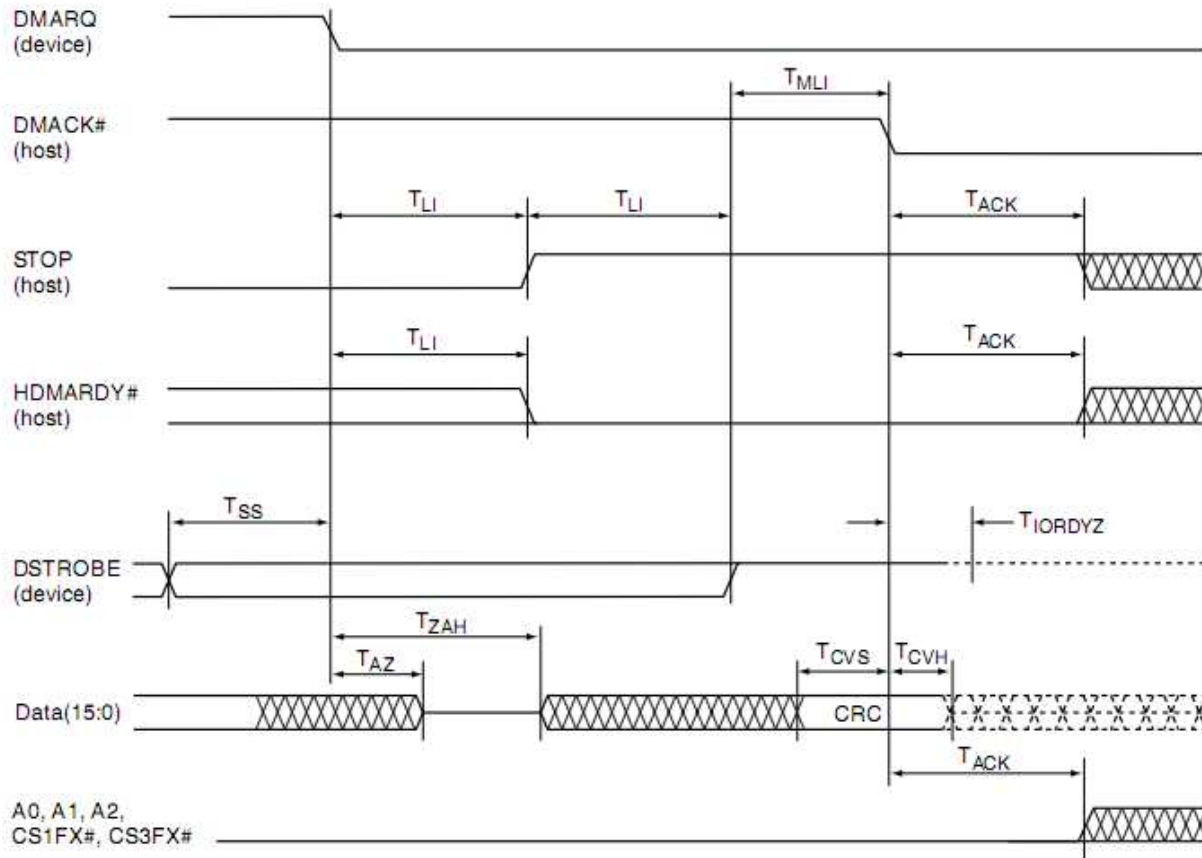 DMARQ
(device)
TMLI
DMACK#
(host)
TLI TLI TACK
STOP
(host)
TLI TACK
HDMARDY#
(host)
TSS TIORDYZ
DSTROBE
(device)
TZAH
TAZ TCVS TCVH
Data(15:0) CRC
TACK
A0, A1, A2,
CS1FX#, CS3FX#